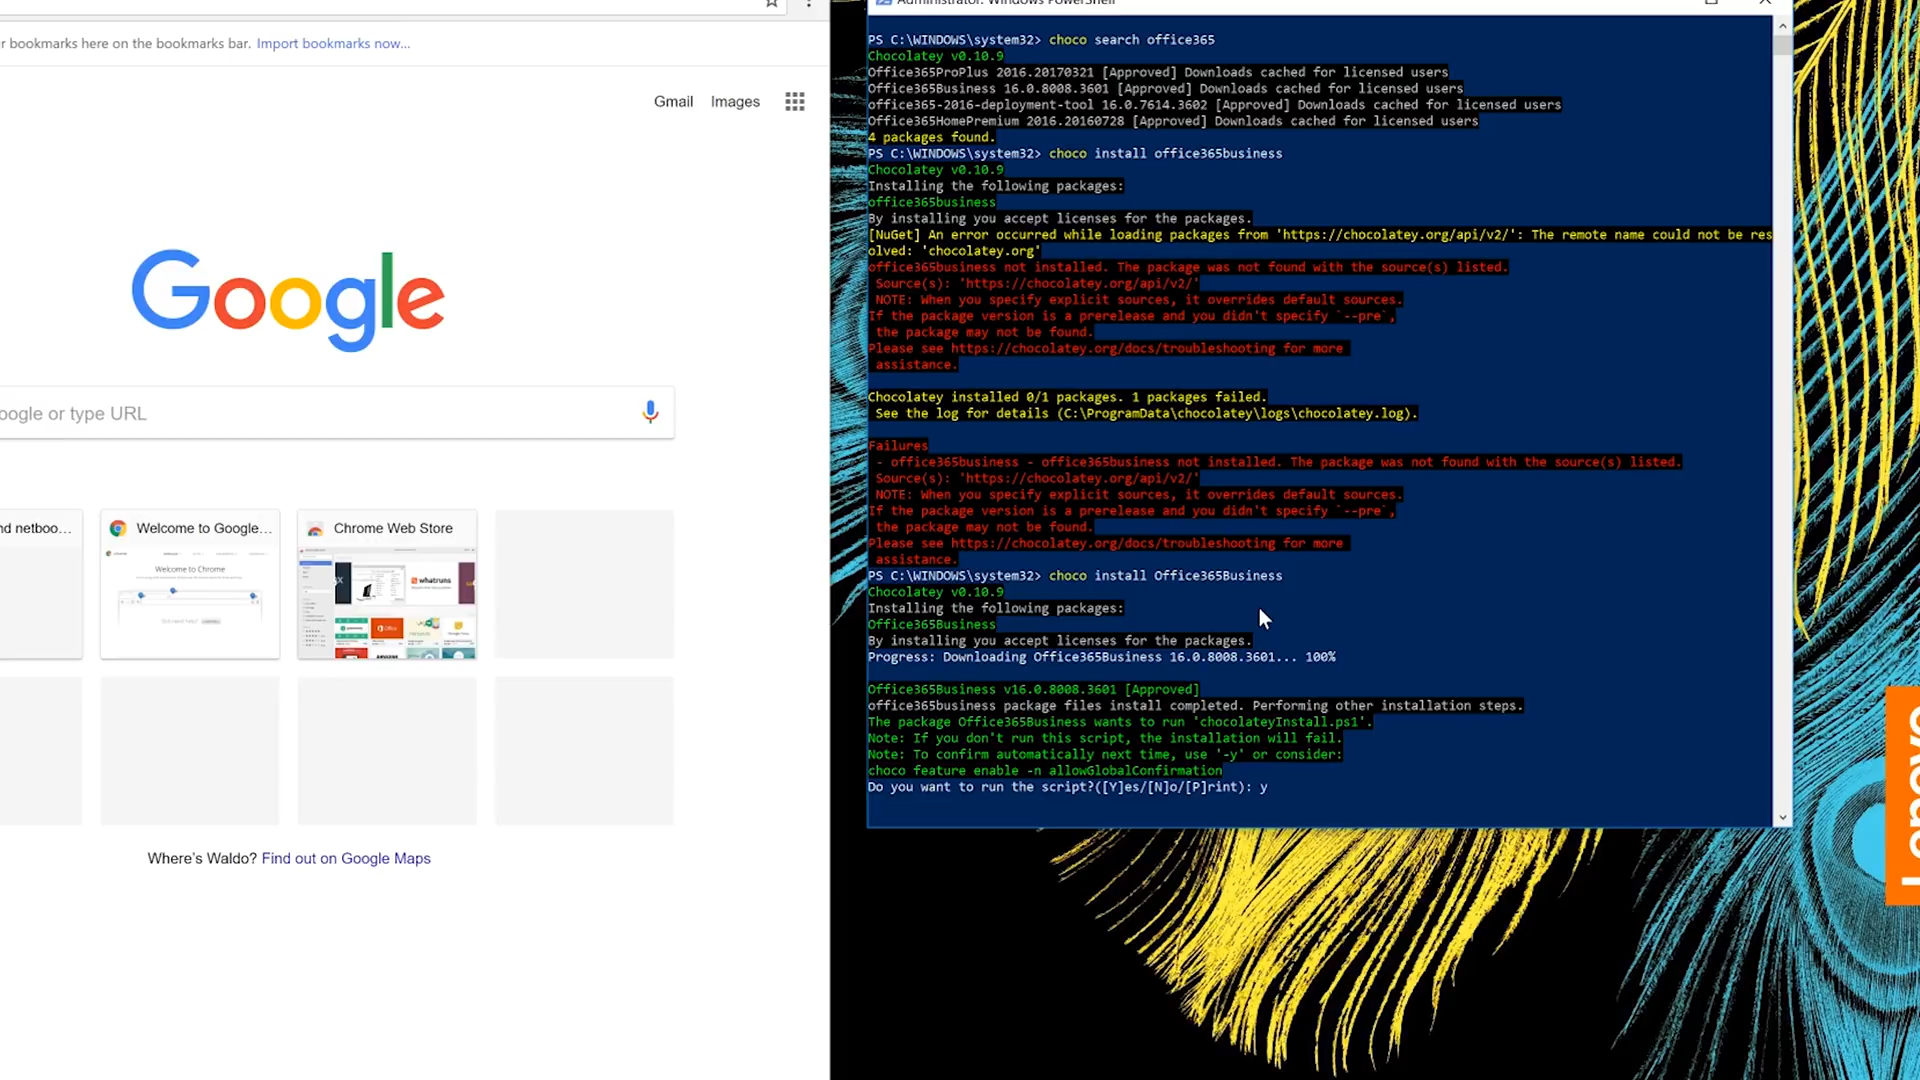 r bookmarks here on the bookmarks bar. Import bookmarks now...
Gmail Images
Google
oogle or type URL
nd netboo...
Welcome to Google...
Chrome Web Store
Welcome to Chrome
whatruns
Office
Where's Waldo? Find out on Google Maps
Administrator: Windows PowerShell
PS C:\WINDOWS\system32> choco search office365
Chocolatey v0.10.9
Office365ProPlus 2016.20170321 [Approved] Downloads cached for licensed users
Office365Business 16.0.8008.3601 [Approved] Downloads cached for licensed users
office365-2016-deployment-tool 16.0.7614.3602 [Approved] Downloads cached for licensed users
Office365HomePremium 2016.20160728 [Approved] Downloads cached for licensed users
4 packages found.
PS C:\WINDOWS\system32> choco install office365business
Chocolatey v0.10.9
Installing the following packages:
office365business
By installing you accept licenses for the packages.
[NuGet] An error occurred while loading packages from 'https://chocolatey.org/api/v2/': The remote name could not be res
olved: 'chocolatey.org'
office365business not installed. The package was not found with the source(s) listed.
Source(s): 'https://chocolatey.org/api/v2/'
NOTE: When you specify explicit sources, it overrides default sources.
If the package version is a prerelease and you didn't specify `--pre`,
the package may not be found.
Please see https://chocolatey.org/docs/troubleshooting for more
assistance.
Chocolatey installed 0/1 packages. 1 packages failed.
See the log for details (C:\ProgramData\chocolatey\logs\chocolatey.log).
Failures
- office365business - office365business not installed. The package was not found with the source(s) listed.
Source(s): 'https://chocolatey.org/api/v2/'
NOTE: When you specify explicit sources, it overrides default sources.
If the package version is a prerelease and you didn't specify `--pre`,
the package may not be found.
Please see https://chocolatey.org/docs/troubleshooting for more
assistance.
PS C:\WINDOWS\system32> choco install Office365Business
Chocolatey v0.10.9
Installing the following packages:
Office365Business
By installing you accept licenses for the packages.
Progress: Downloading Office365Business 16.0.8008.3601... 100%
Office365Business v16.0.8008.3601 [Approved]
office365business package files install completed. Performing other installation steps.
The package Office365Business wants to run 'chocolateyInstall.ps1'.
Note: If you don't run this script, the installation will fail.
Note: To confirm automatically next time, use '-y' or consider:
choco feature enable -n allowGlobalConfirmation
Do you want to run the script?([Y]es/[N]o/[P]rint): y
Lenovo